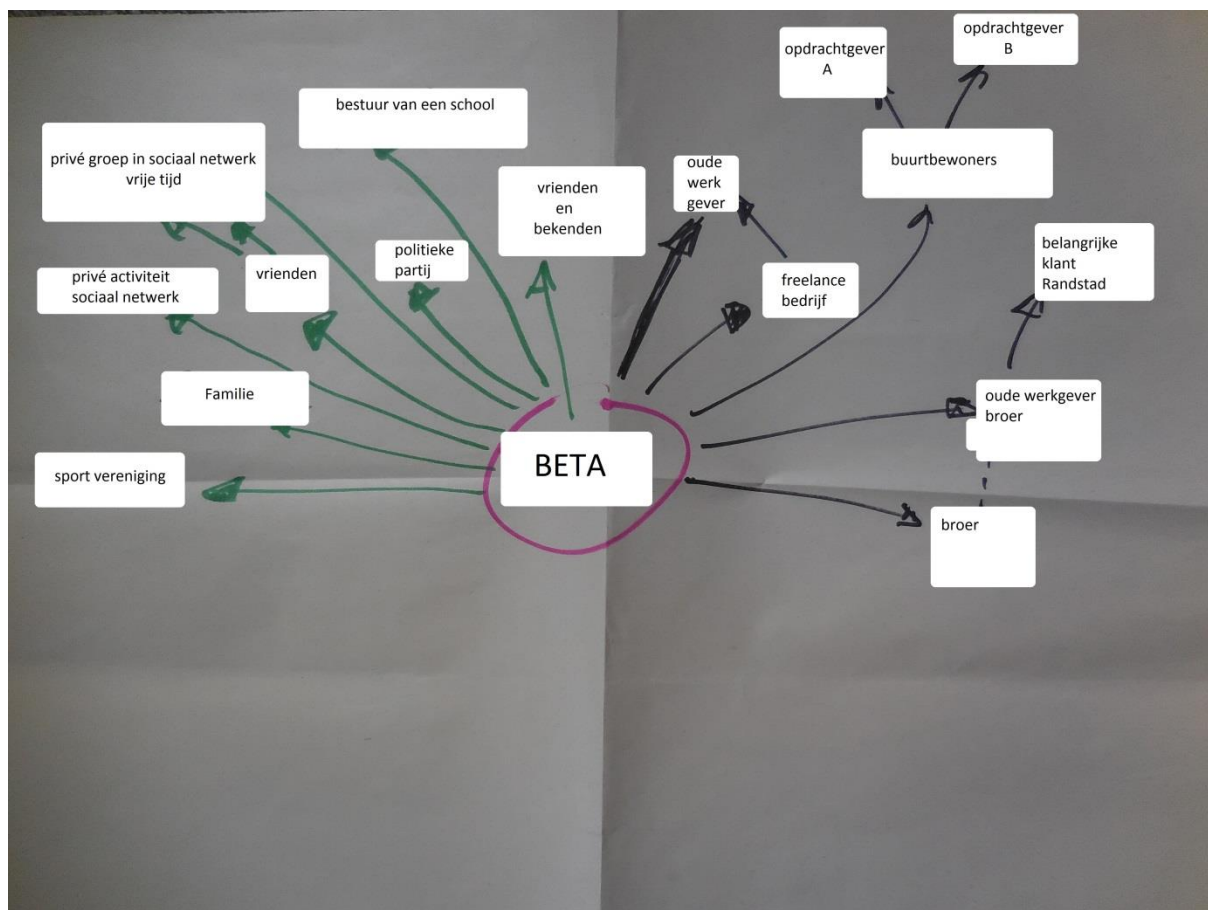 opdrachtgever
B
opdrachtgever
A
bestuur van een school
privé groep in sociaal netwerk
vrije tijd
oude
werk
gever
buurtbewoners
vrienden
en
bekenden
politieke
partij
vrienden
privé activiteit
sociaal netwerk
freelance
bedrijf
belangrijke
klant
Randstad
Familie
oude werkgever
broer
BETA
sport vereniging
broer